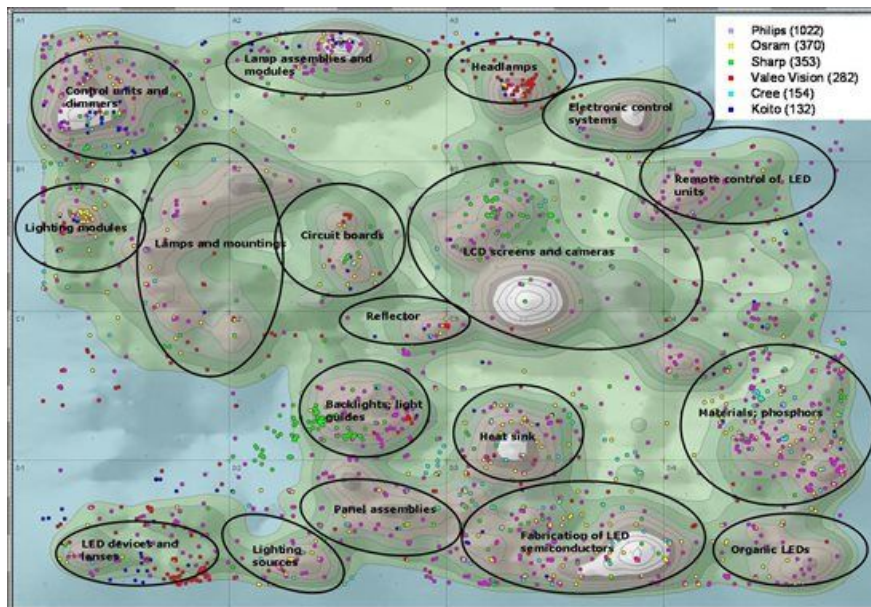 A1
A2
A3
A4
Philips (1022)
Osram (370)
Sharp (353)
Valeo Vision (282)
Cree (154)
Koito (132)
Lamp assemblies and
modules
Headlamps
Control units and
dimmers
Electronic control
systems
Remote control of LED
units
Lighting modules
Lamps and mountings
Circuit boards
LCD screens and cameras
Reflector
Backlights; light
guides
Heat sink
Materials; phosphors
Panel assemblies
LED devices and
lenses
Lighting
sources
Fabrication of LED
semiconductors
Organic LEDs